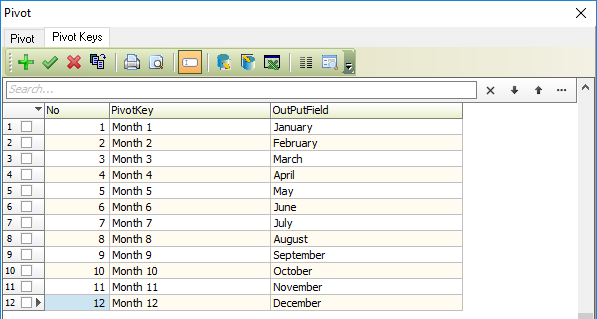 Pivot
Pivot Pivot Keys
Search...
No PivotKey OutPutField
1 1 Month 1 January
2 2 Month 2 February
3 3 Month 3 March
4 4 Month 4 April
5 5 Month 5 May
6 6 Month 6 June
7 7 Month 7 July
8 8 Month 8 August
9 9 Month 9 September
10 10 Month 10 October
11 11 Month 11 November
12 12 Month 12 December